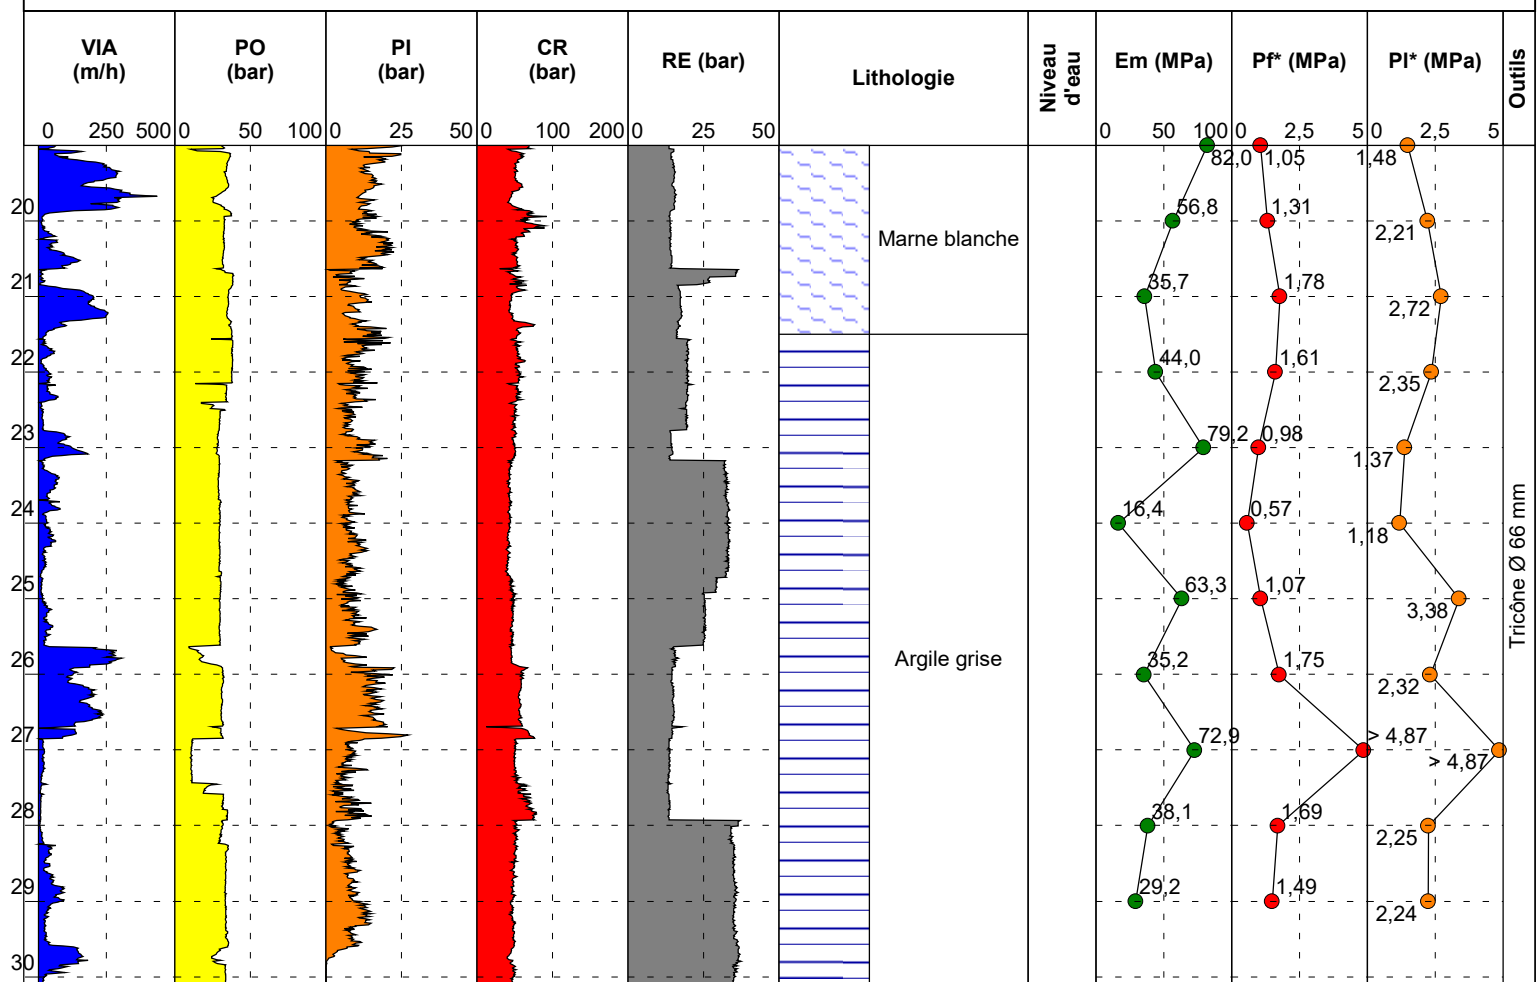 VIA (m/h)
PO (bar)
PI (bar)
CR (bar)
RE (bar)
Lithologie
Niveau d'eau
Em (MPa)
Pf* (MPa)
Pl* (MPa)
Outils
0 250 500
0 50 100
0 25 50
0 100 200
0 25 50
0 50 100
0 2,5 5
0 2,5 5
82,0 1,05 1,48
20 56,8 1,31 2,21
Marne blanche
21 35,7 1,78 2,72
22 44,0 1,61 2,35
23 79,2 0,98 1,37
24 16,4 0,57 1,18
Tricône Ø 66 mm
25 63,3 1,07 3,38
26 35,2 1,75 2,32
Argile grise
27 72,9 > 4,87 > 4,87
28 38,1 1,69 2,25
29 29,2 1,49 2,24
30